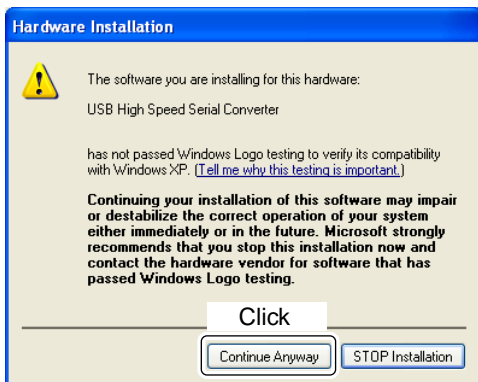 Hardware Installation
The software you are installing for this hardware:
USB High Speed Serial Converter
has not passed Windows Logo testing to verify its compatibility
with Windows XP. (Tell me why this testing is important.)
Continuing your installation of this software may impair
or destabilize the correct operation of your system
either immediately or in the future. Microsoft strongly
recommends that you stop this installation now and
contact the hardware vendor for software that has
passed Windows Logo testing.
Click
Continue Anyway STOP Installation